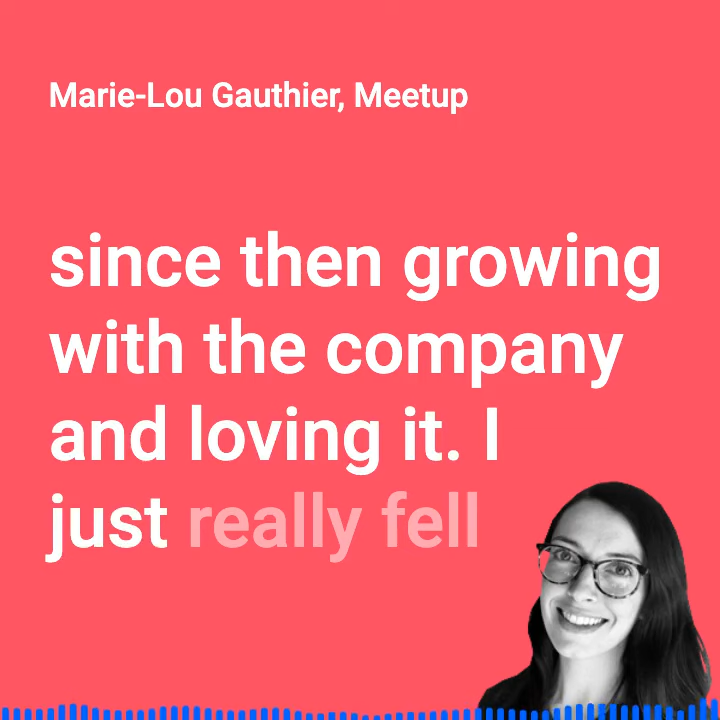 Marie-Lou Gauthier, Meetup
since then growing
with the company
and loving it. I
just really fell